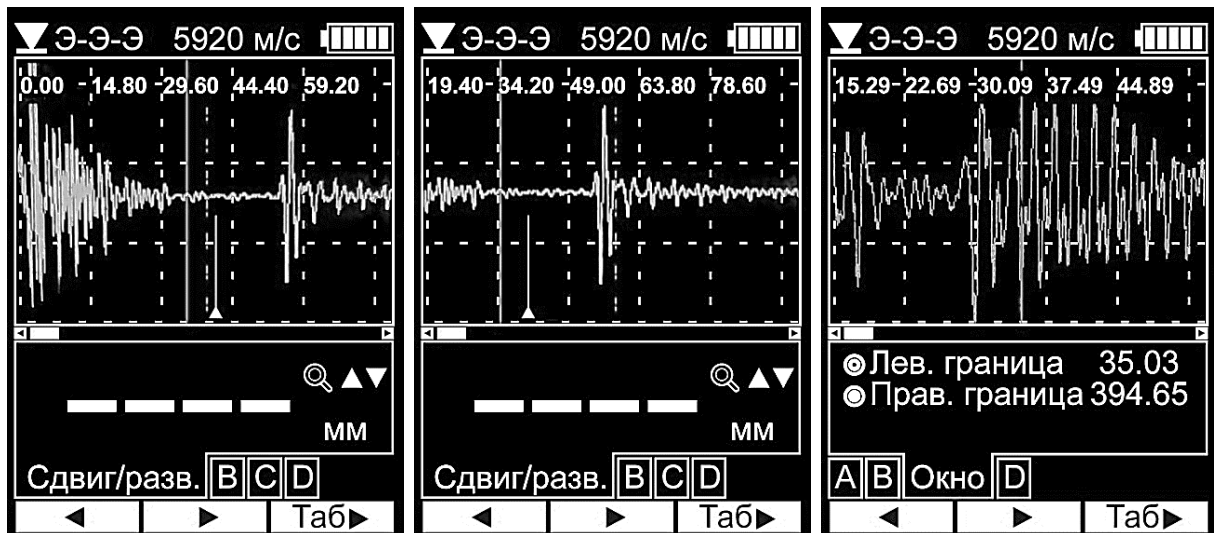 Э-Э-Э 5920 м/с
0.00 14.80 29.60 44.40 59.20
мм
Сдвиг/разв. B C D
Таб
Э-Э-Э 5920 м/с
19.40 34.20 49.00 63.80 78.60
мм
Сдвиг/разв. B C D
Таб
Э-Э-Э 5920 м/с
15.29 22.69 30.09 37.49 44.89
Лев. граница 35.03
Прав. граница 394.65
A B Окно D
Таб